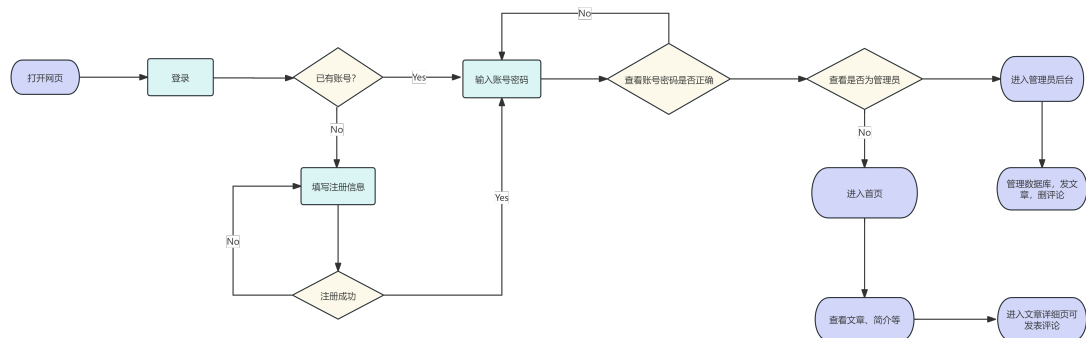 No
打开网页
登录
已有账号?
Yes
输入账号密码
查看账号密码是否正确
查看是否为管理员
进入管理员后台
No
No
填写注册信息
进入首页
管理数据库，发文
章，删评论
Yes
No
注册成功
查看文章、简介等
进入文章详细页可
发表评论